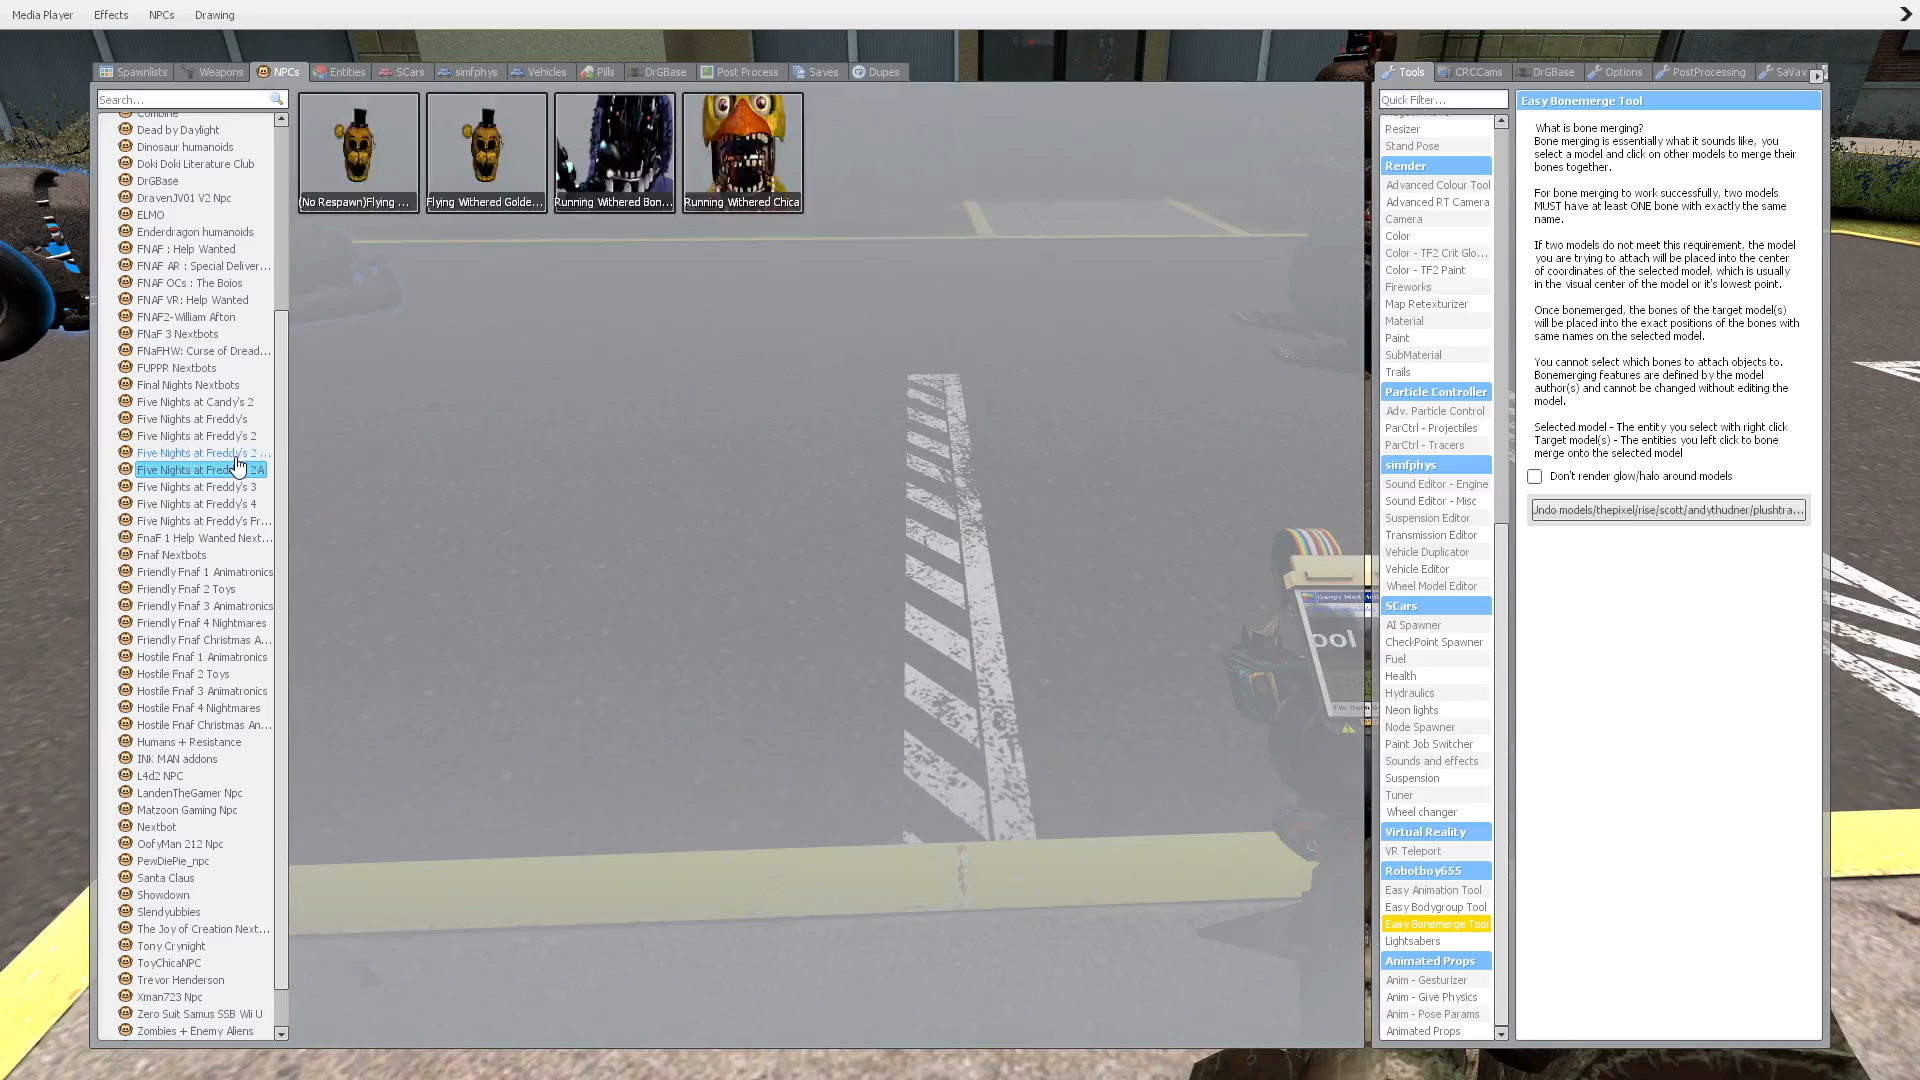 Media Player Effects NPCs Drawing
Spawnlists Weapons NPCs Entities SCars simfphys Vehicles Pills DrGBase Post Process Saves Dupes
Search...
Combine
Dead by Daylight
Dinosaur humanoids
Doki Doki Literature Club
DrGBase
DravenJV01 V2 Npc
ELMO
Enderdragon humanoids
FNAF : Help Wanted
FNAF AR : Special Deliver...
FNAF OCs : The Boios
FNAF VR: Help Wanted
FNAF2-William Afton
FNaF 3 Nextbots
FNaFHW: Curse of Dread...
FUPPR Nextbots
Final Nights Nextbots
Five Nights at Candy's 2
Five Nights at Freddy's
Five Nights at Freddy's 2
Five Nights at Freddy's 2 ...
Five Nights at Fredd 2A
Five Nights at Freddy's 3
Five Nights at Freddy's 4
Five Nights at Freddy's Fr...
FnaF 1 Help Wanted Next...
Fnaf Nextbots
Friendly Fnaf 1 Animatronics
Friendly Fnaf 2 Toys
Friendly Fnaf 3 Animatronics
Friendly Fnaf 4 Nightmares
Friendly Fnaf Christmas A...
Hostile Fnaf 1 Animatronics
Hostile Fnaf 2 Toys
Hostile Fnaf 3 Animatronics
Hostile Fnaf 4 Nightmares
Hostile Fnaf Christmas An...
Humans + Resistance
INK MAN addons
L4d2 NPC
LandenTheGamer Npc
Matzoon Gaming Npc
Nextbot
OofyMan 212 Npc
PewDiePie_npc
Santa Claus
Showdown
Slendyubbies
The Joy of Creation Next...
Tony Crynight
ToyChicaNPC
Trevor Henderson
Xman723 Npc
Zero Suit Samus SSB Wii U
Zombies + Enemy Aliens
(No Respawn)Flying ...
Flying Withered Golde...
Running Withered Bon...
Running Withered Chica
ool
Tools CRCCams DrGBase Options PostProcessing SaVav
Quick Filter...
Resizer
Stand Pose
Render
Advanced Colour Tool
Advanced RT Camera
Camera
Color
Color - TF2 Crit Glo...
Color - TF2 Paint
Fireworks
Map Retexturizer
Material
Paint
SubMaterial
Trails
Particle Controller
Adv. Particle Control
ParCtrl - Projectiles
ParCtrl - Tracers
simfphys
Sound Editor - Engine
Sound Editor - Misc
Suspension Editor
Transmission Editor
Vehicle Duplicator
Vehicle Editor
Wheel Model Editor
SCars
AI Spawner
CheckPoint Spawner
Fuel
Health
Hydraulics
Neon lights
Node Spawner
Paint Job Switcher
Sounds and effects
Suspension
Tuner
Wheel changer
Virtual Reality
VR Teleport
Robotboy655
Easy Animation Tool
Easy Bodygroup Tool
Easy Bonemerge Tool
Lightsabers
Animated Props
Anim - Gesturizer
Anim - Give Physics
Anim - Pose Params
Animated Props
Easy Bonemerge Tool
What is bone merging?
Bone merging is essentially what it sounds like, you
select a model and click on other models to merge their
bones together.
For bone merging to work successfully, two models
MUST have at least ONE bone with exactly the same
name.
If two models do not meet this requirement, the model
you are trying to attach will be placed into the center
of coordinates of the selected model, which is usually
in the visual center of the model or it's lowest point.
Once bonemerged, the bones of the target model(s)
will be placed into the exact positions of the bones with
same names on the selected model.
You cannot select which bones to attach objects to.
Bonemerging features are defined by the model
author(s) and cannot be changed without editing the
model.
Selected model - The entity you select with right click
Target model(s) - The entities you left click to bone
merge onto the selected model
Don't render glow/halo around models
Undo models/thepixel/rise/scott/andythudner/plushtra...